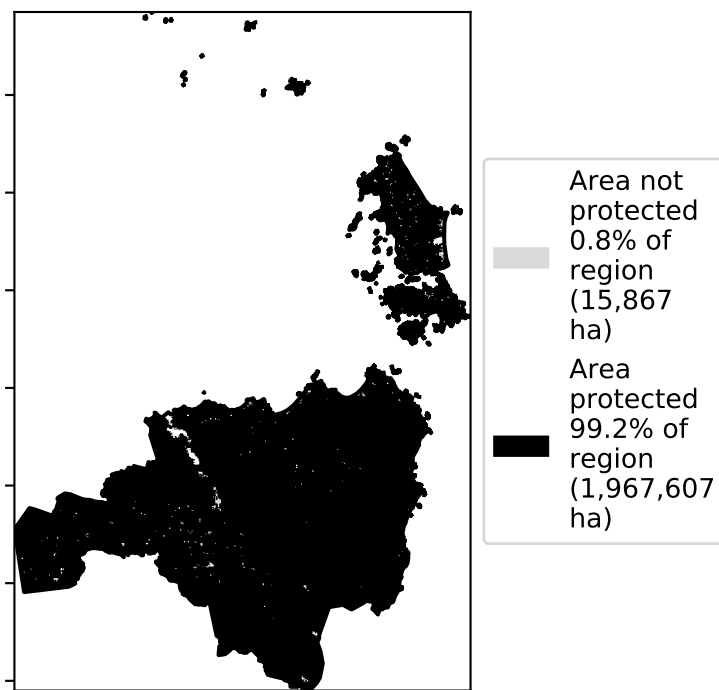 Area not
protected
0.8% of
region
(15,867
ha)
Area
protected
99.2% of
region
(1,967,607
ha)